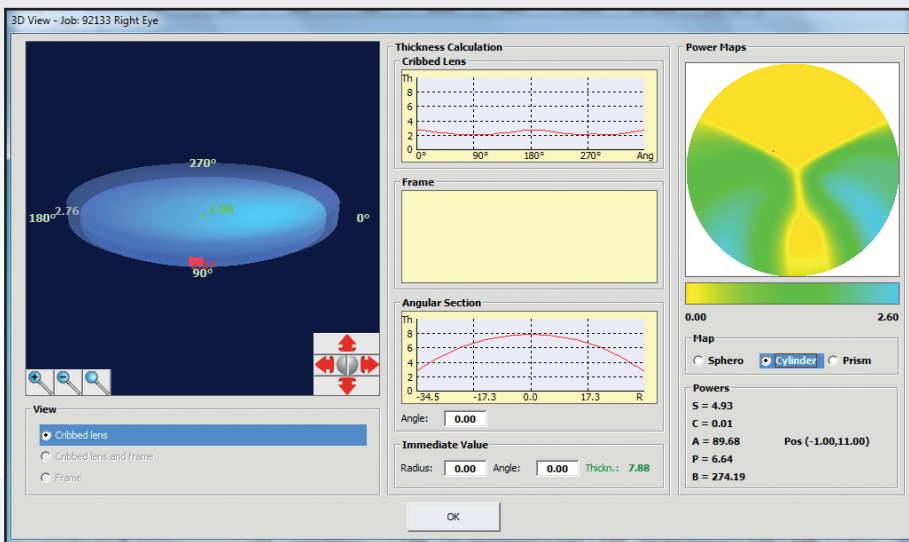 3D View - Job: 92133 Right Eye
270°
180°
2.76
7.88
0°
90°
View
Cribbed lens
Cribbed lens and frame
Frame
Thickness Calculation
Cribbed Lens
Th
8
6
4
2
0
0° 90° 180° 270° Ang
Frame
Angular Section
Th
8
6
4
2
0
-34.5 -17.3 0.0 17.3 R
Angle: 0.00
Immediate Value
Radius: 0.00 Angle: 0.00 Thickn.: 7.88
OK
Power Maps
0.00 2.60
Map
Sphero Cylinder Prism
Powers
S = 4.93
C = 0.01
A = 89.68 Pos (-1.00,11.00)
P = 6.64
B = 274.19